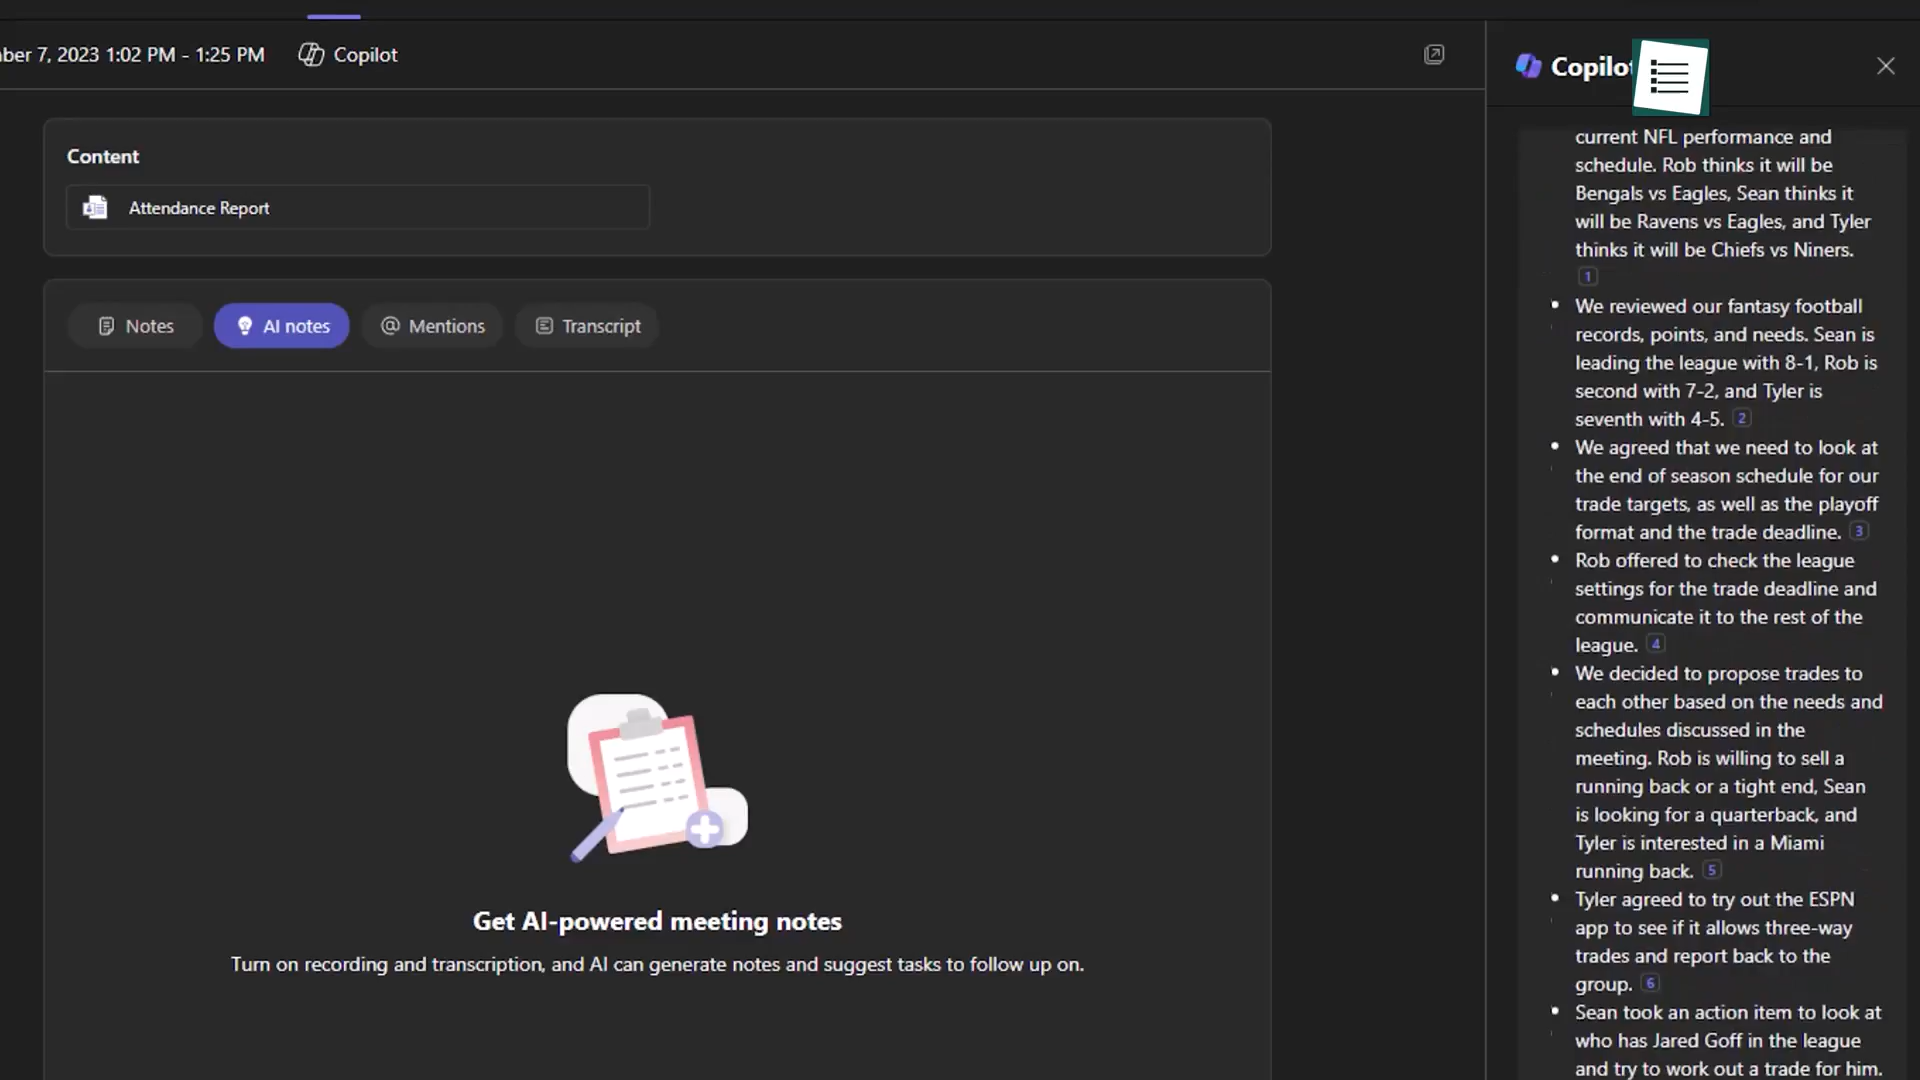 ber 7, 2023 1:02 PM - 1:25 PM
Copilot
Content
Attendance Report
Notes
AI notes
Mentions
Transcript
Get AI-powered meeting notes
Turn on recording and transcription, and AI can generate notes and suggest tasks to follow up on.
Copilot
current NFL performance and
schedule. Rob thinks it will be
Bengals vs Eagles, Sean thinks it
will be Ravens vs Eagles, and Tyler
thinks it will be Chiefs vs Niners.
1
• We reviewed our fantasy football
records, points, and needs. Sean is
leading the league with 8-1, Rob is
second with 7-2, and Tyler is
seventh with 4-5. 2
• We agreed that we need to look at
the end of season schedule for our
trade targets, as well as the playoff
format and the trade deadline. 3
• Rob offered to check the league
settings for the trade deadline and
communicate it to the rest of the
league. 4
• We decided to propose trades to
each other based on the needs and
schedules discussed in the
meeting. Rob is willing to sell a
running back or a tight end, Sean
is looking for a quarterback, and
Tyler is interested in a Miami
running back. 5
• Tyler agreed to try out the ESPN
app to see if it allows three-way
trades and report back to the
group. 6
• Sean took an action item to look at
who has Jared Goff in the league
and try to work out a trade for him.